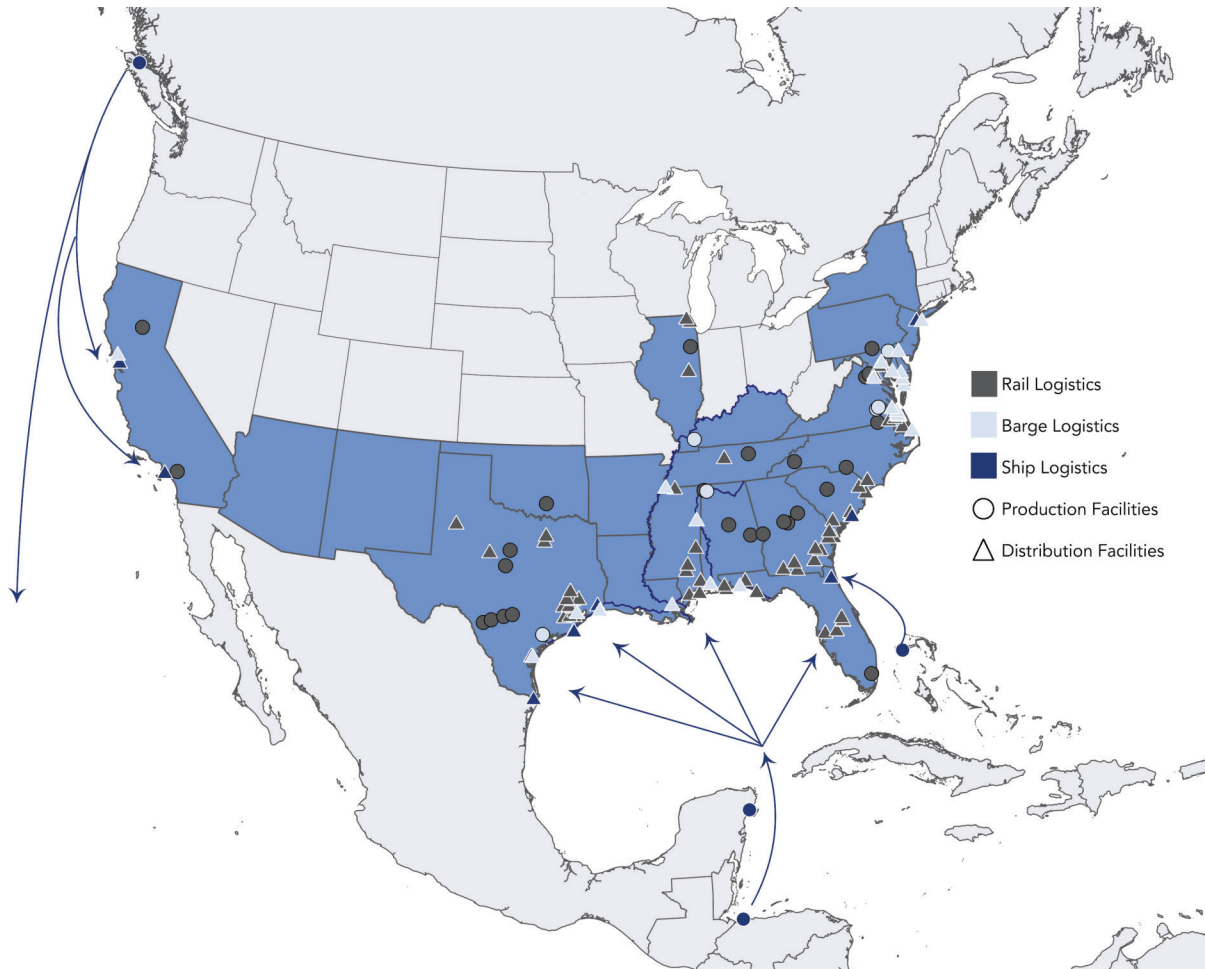 Rail Logistics
Barge Logistics
Ship Logistics
Production Facilities
Distribution Facilities